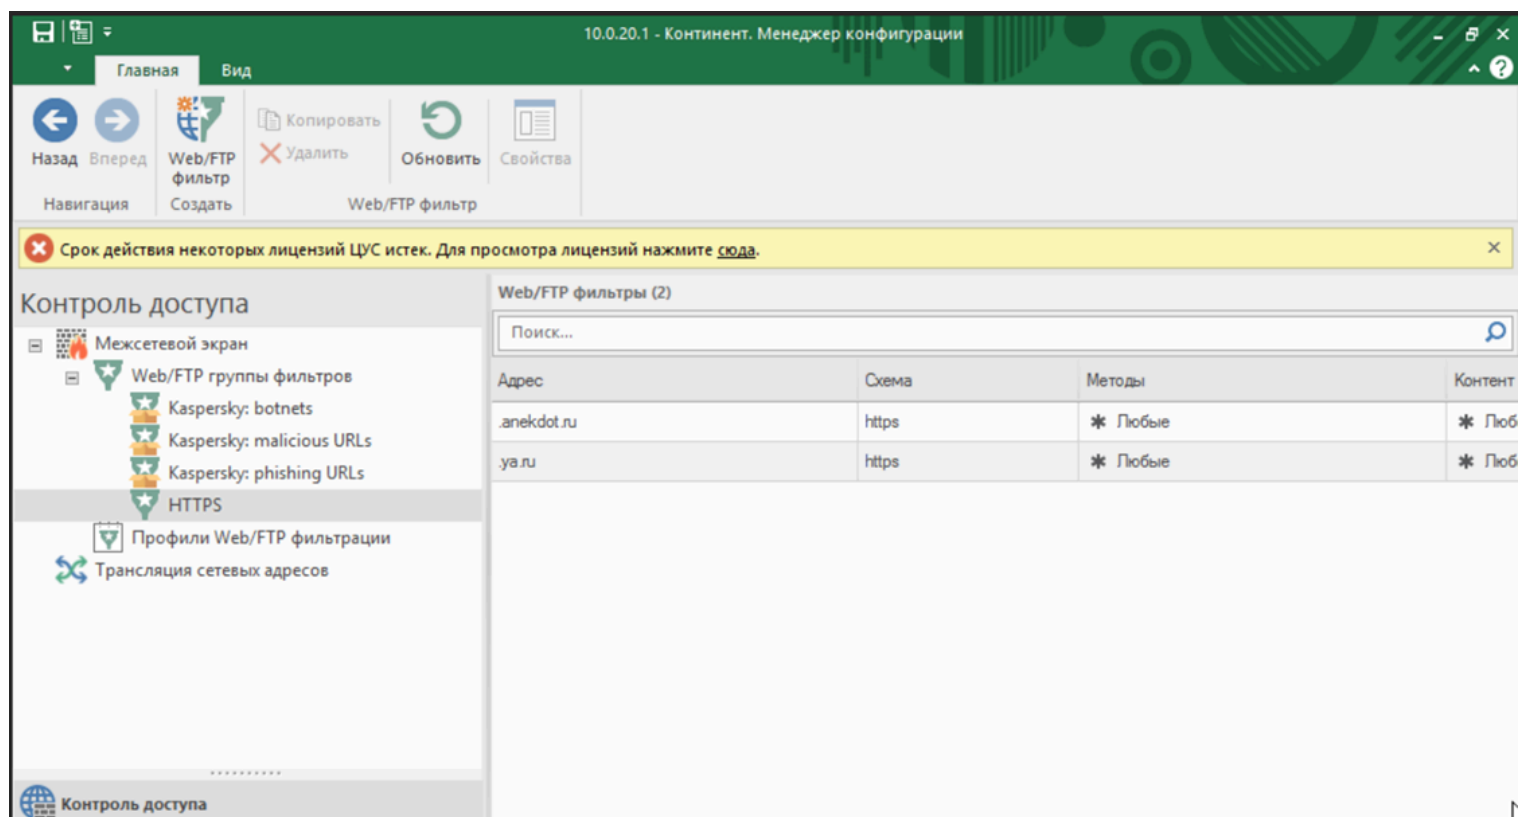 10.0.20.1 - Континент. Менеджер конфигурации
Главная Вид
Назад Вперед
Навигация
Web/FTP
фильтр
Создать
Копировать
Удалить
Обновить
Свойства
Web/FTP фильтр
Срок действия некоторых лицензий ЦУС истек. Для просмотра лицензий нажмите сюда.
Контроль доступа
Межсетевой экран
Web/FTP группы фильтров
Kaspersky: botnets
Kaspersky: malicious URLs
Kaspersky: phishing URLs
HTTPS
Профили Web/FTP фильтрации
Трансляция сетевых адресов
Контроль доступа
Web/FTP фильтры (2)
Поиск...
Адрес Схема Методы Контент
.anekdot.ru https Любые Люб
.ya.ru https Любые Люб